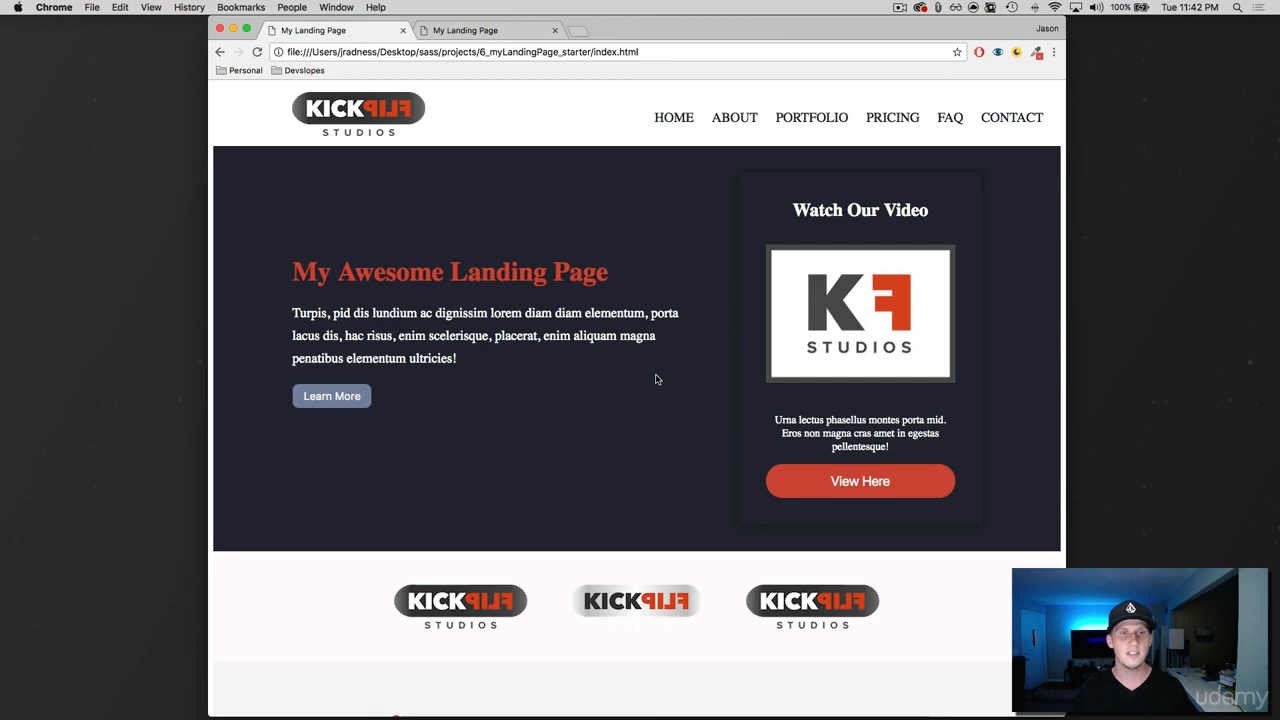 Chrome File Edit View History Bookmarks People Window Help 100% Tue 11:42 PM
My Landing Page My Landing Page Jason
file:///Users/jradness/Desktop/sass/projects/6_myLandingPage_starter/index.html
Personal Devslopes
KICKFLIP
STUDIOS
HOME ABOUT PORTFOLIO PRICING FAQ CONTACT
My Awesome Landing Page
Turpis, pid dis lundium ac dignissim lorem diam diam elementum, porta
lacus dis, hac risus, enim scelerisque, placerat, enim aliquam magna
penatibus elementum ultricies!
Learn More
Watch Our Video
KF
STUDIOS
Urna lectus phasellus montes porta mid.
Eros non magna cras amet in egestas
pellentesque!
View Here
KICKFLIP KICKFLIP KICKFLIP
STUDIOS STUDIOS
udemy